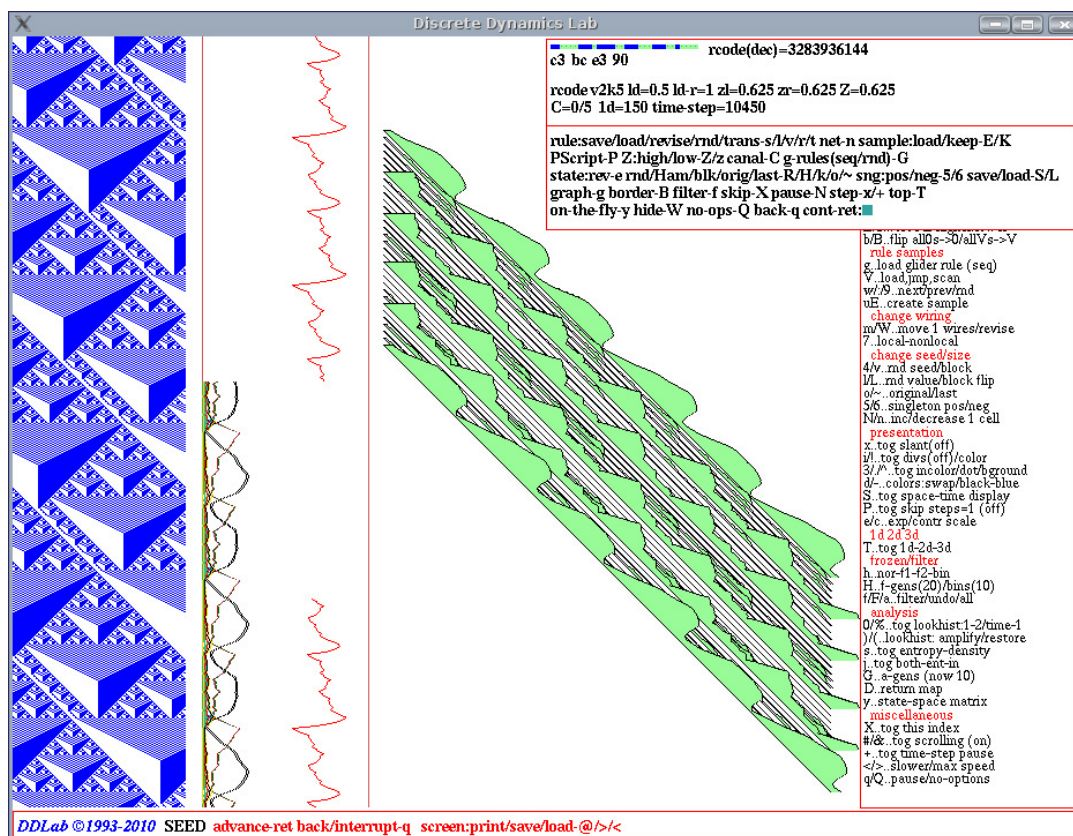 Discrete Dynamics Lab
rcode(dec)=3283936144
c3 bc e3 90
rcode v2k5 ld=0.5 ld-r=1 zl=0.625 zr=0.625 Z=0.625
C=0/5 1d=150 time-step=10450
rule:save/load/revise/rnd/trans-s/l/v/r/t net-n sample:load/keep-E/K
PScript-P Z:high/low-Z/z canal-C g-rules(seq/rnd)-G
state:rev-e rnd/Ham/blk/orig/last-R/H/k/o/~ sng:pos/neg-5/6 save/load-S/L
graph-g border-B filter-f skip-X pause-N step-x/+ top-T
on-the-fly-y hide-W no-ops-Q back-q cont-ret:
b/B..flip all0s->0/allVs->V
rule samples
g..load glider rule (seq)
V..load,jmp,scan
w/:/9..next/prev/rnd
uE..create sample
change wiring
m/W..move 1 wires/revise
7..local-nonlocal
change seed/size
4/v..rnd seed/block
l/L..rnd value/block flip
o/~..original/last
5/6..singleton pos/neg
N/n..inc/decrease 1 cell
presentation
x..tog slant(off)
i/!..tog divs(off)/color
3/./^..tog incolor/dot/bground
d/-..colors:swap/black-blue
S..tog space-time display
P..tog skip steps=1 (off)
e/c..exp/contr scale
1d 2d 3d
T..tog 1d-2d-3d
frozen/filter
h..nor-f1-f2-bin
H..f-gens(20)/bins(10)
f/F/a..filter/undo/all
analysis
0/%..tog lookhist:1-2/time-1
)/(..lookhist: amplify/restore
s..tog entropy-density
j..tog both-ent-in
G..a-gens (now 10)
D..return map
y..state-space matrix
miscellaneous
X..tog this index
#/&..tog scrolling (on)
+..tog time-step pause
</>..slower/max speed
q/Q..pause/no-options
DDLab ©1993-2010 SEED advance-ret back/interrupt-q screen:print/save/load-@/>/<